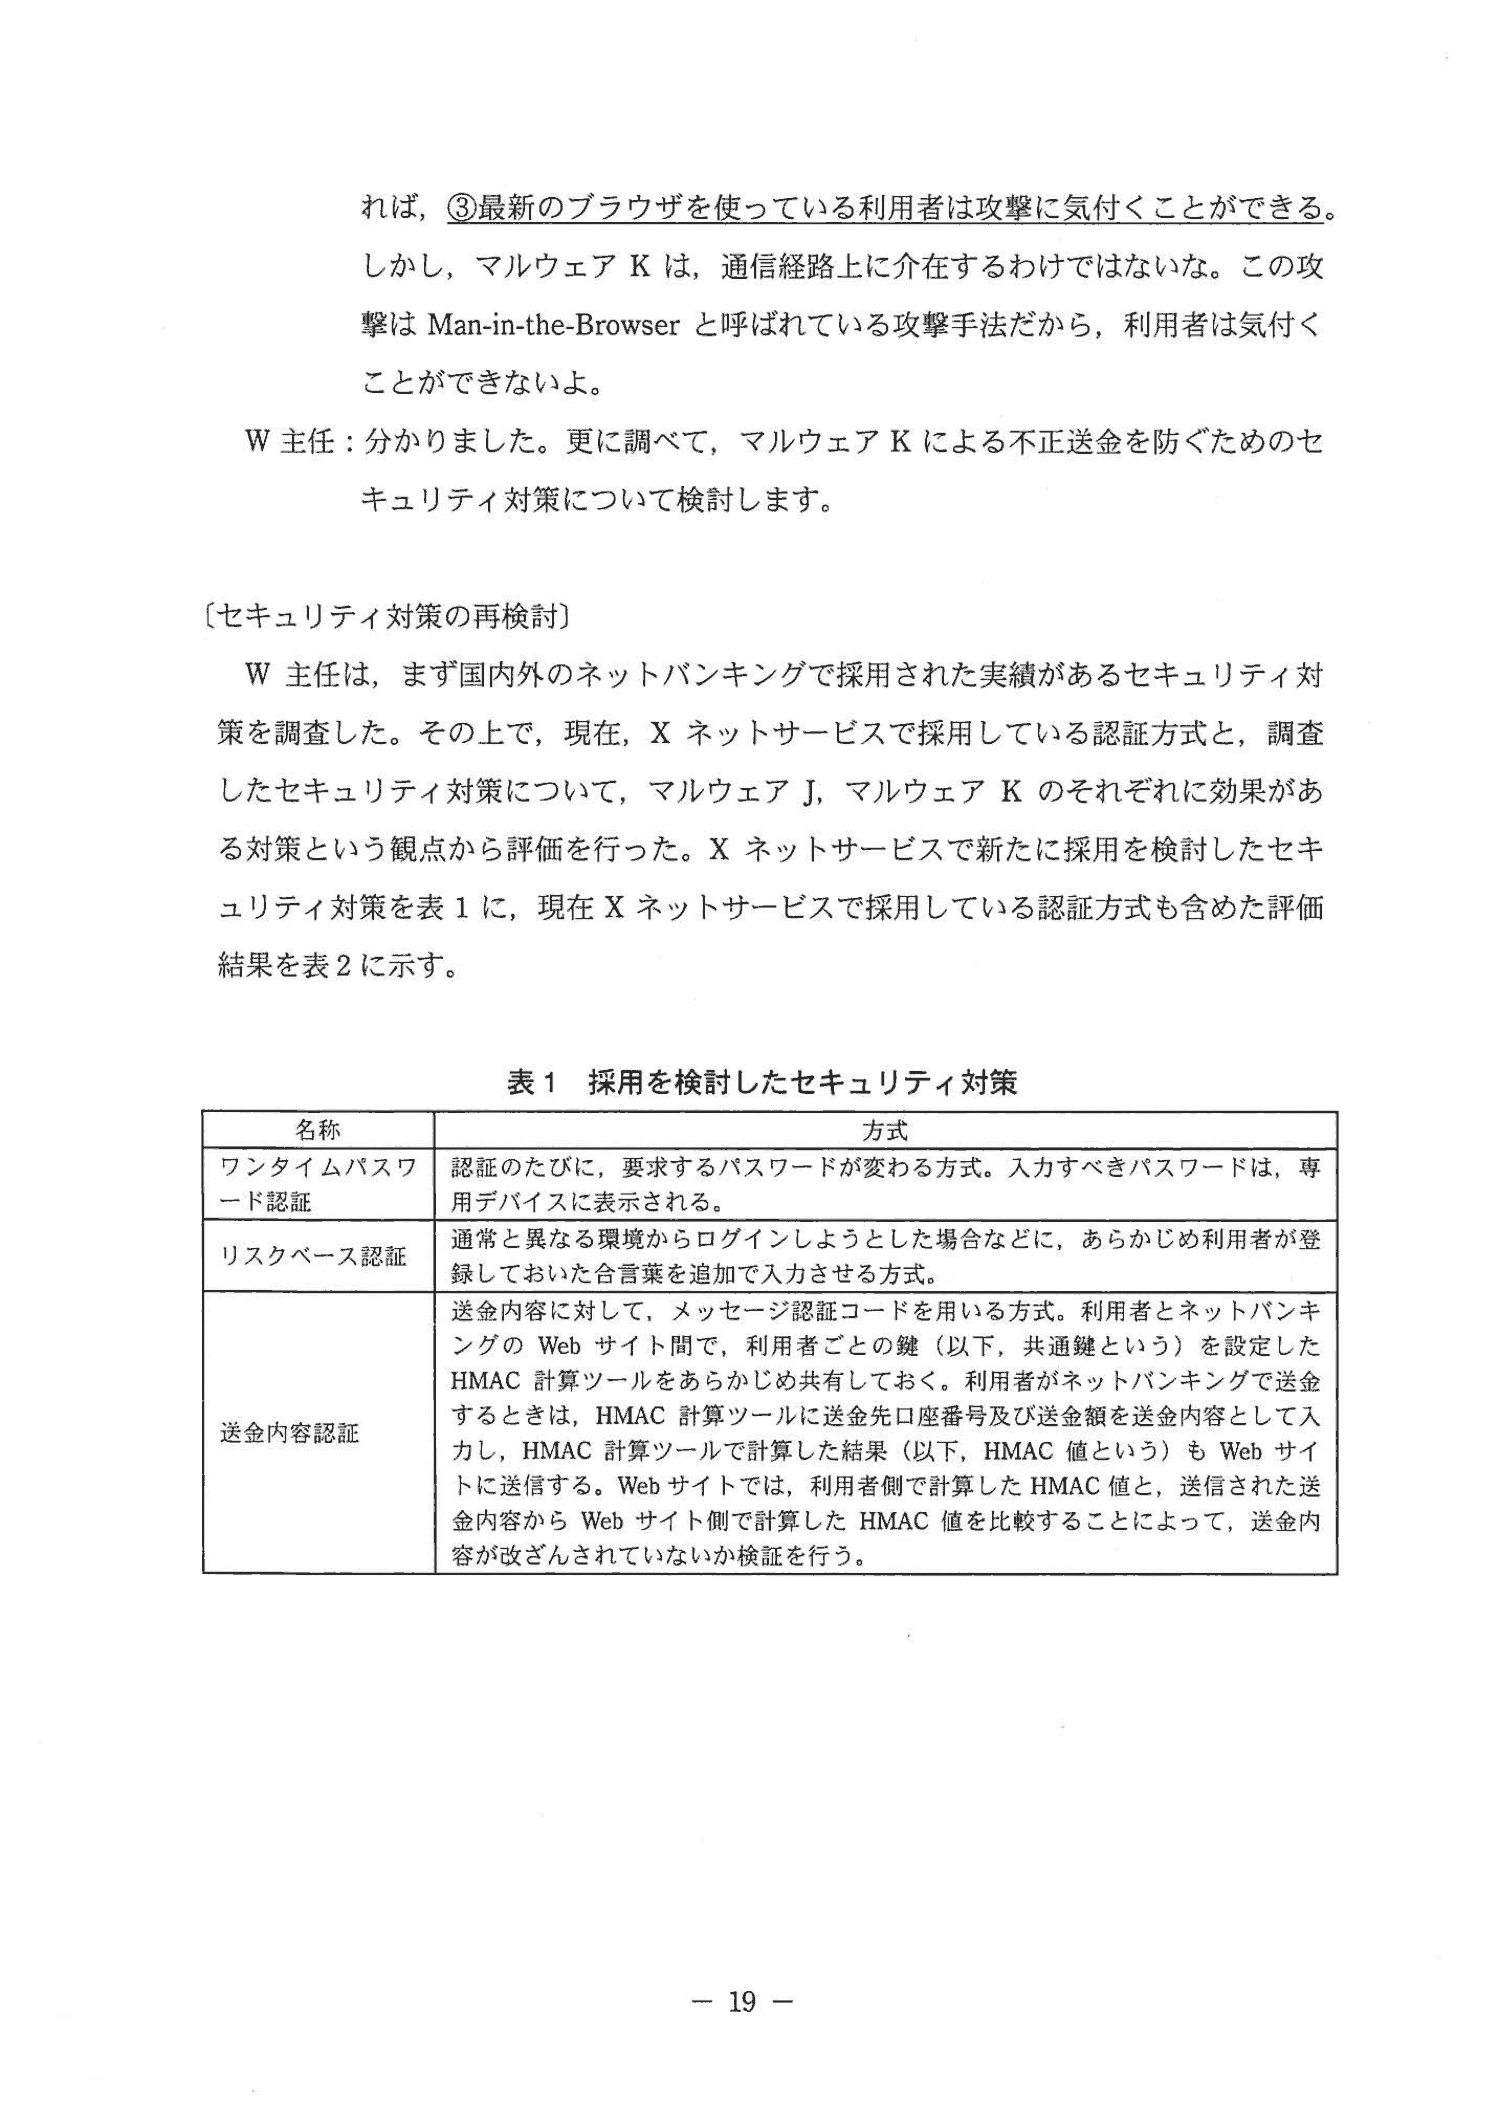 れば，③最新のブラウザを使っている利用者は攻撃に気付くことができる。
しかし，マルウェア K は，通信経路上に介在するわけではないな。この攻
撃は Man-in-the-Browser と呼ばれている攻撃手法だから，利用者は気付く
ことができないよ。
W 主任：分かりました。更に調べて，マルウェア K による不正送金を防ぐためのセ
キュリティ対策について検討します。
〔セキュリティ対策の再検討〕
W 主任は，まず国内外のネットバンキングで採用された実績があるセキュリティ対
策を調査した。その上で，現在，X ネットサービスで採用している認証方式と，調査
したセキュリティ対策について，マルウェア J，マルウェア K のそれぞれに効果があ
る対策という観点から評価を行った。X ネットサービスで新たに採用を検討したセキ
ュリティ対策を表 1 に，現在 X ネットサービスで採用している認証方式も含めた評価
結果を表 2 に示す。
表 1　採用を検討したセキュリティ対策
名称
方式
ワンタイムパスワ
ード認証
認証のたびに，要求するパスワードが変わる方式。入力すべきパスワードは，専
用デバイスに表示される。
リスクベース認証
通常と異なる環境からログインしようとした場合などに，あらかじめ利用者が登
録しておいた合言葉を追加で入力させる方式。
送金内容認証
送金内容に対して，メッセージ認証コードを用いる方式。利用者とネットバンキ
ングの Web サイト間で，利用者ごとの鍵（以下，共通鍵という）を設定した
HMAC 計算ツールをあらかじめ共有しておく。利用者がネットバンキングで送金
するときは，HMAC 計算ツールに送金先口座番号及び送金額を送金内容として入
力し，HMAC 計算ツールで計算した結果（以下，HMAC 値という）も Web サイ
トに送信する。Web サイトでは，利用者側で計算した HMAC 値と，送信された送
金内容から Web サイト側で計算した HMAC 値を比較することによって，送金内
容が改ざんされていないか検証を行う。
－ 19 －